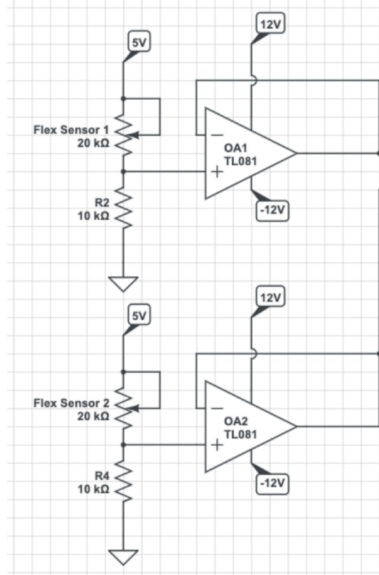 12V
5V
Flex Sensor 1
20 kΩ
−
OA1
TL081
+
R2
10 kΩ
-12V
12V
5V
Flex Sensor 2
20 kΩ
−
OA2
TL081
+
R4
10 kΩ
-12V